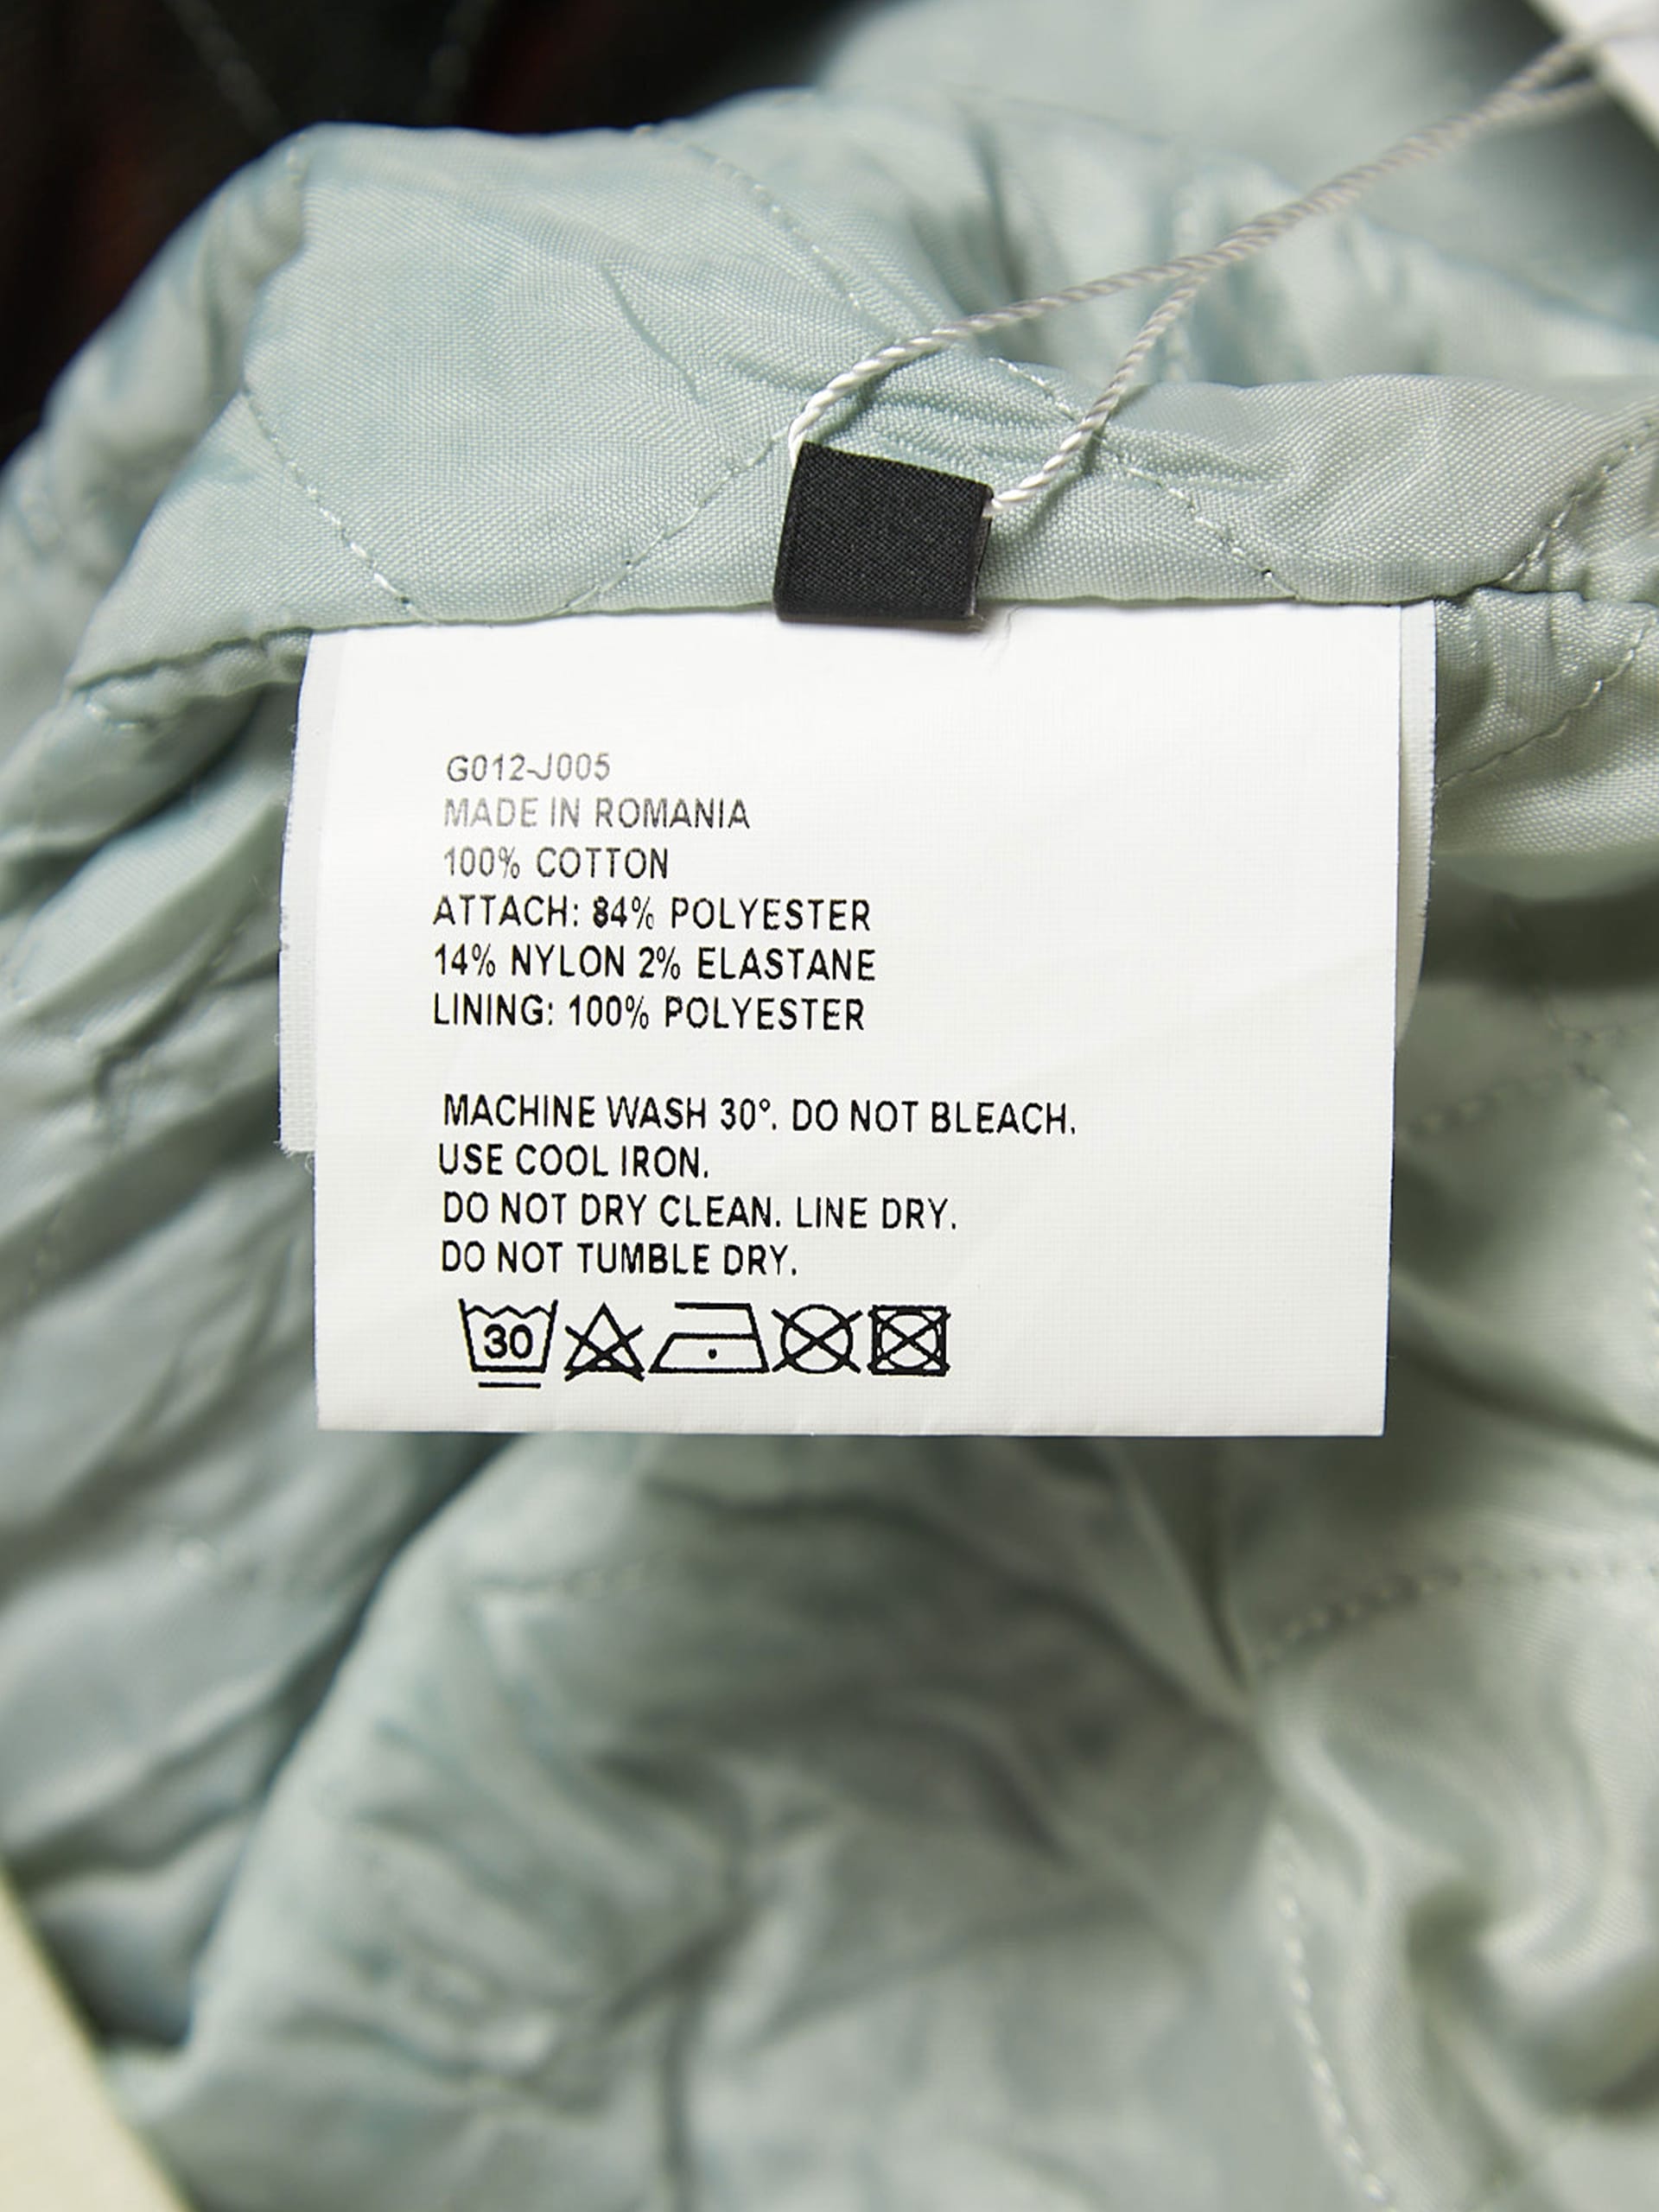 G012-J005
MADE IN ROMANIA
100% COTTON
ATTACH: 84% POLYESTER
14% NYLON 2% ELASTANE
LINING: 100% POLYESTER
MACHINE WASH 30°. DO NOT BLEACH.
USE COOL IRON.
DO NOT DRY CLEAN. LINE DRY.
DO NOT TUMBLE DRY.
30